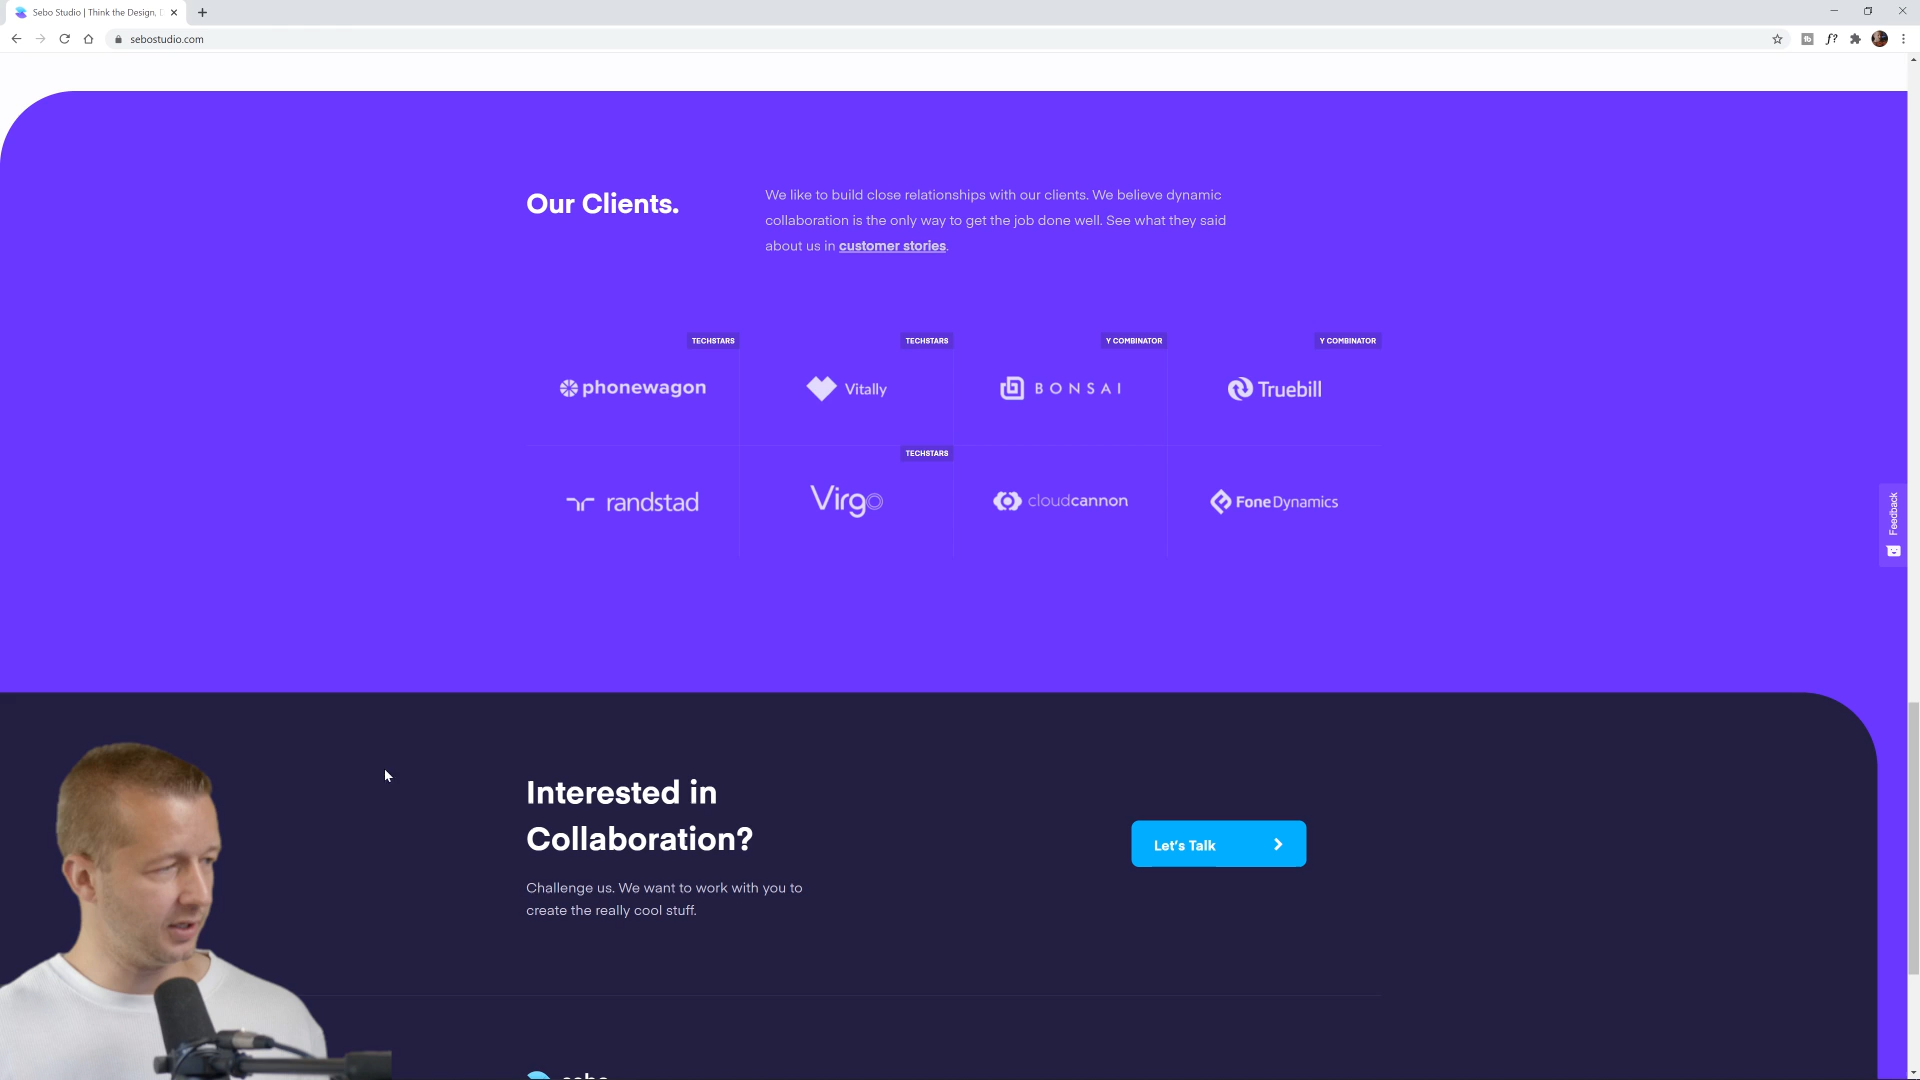 Sebo Studio | Think the Design, D
sebostudio.com
f?
Our Clients.
We like to build close relationships with our clients. We believe dynamic
collaboration is the only way to get the job done well. See what they said
about us in customer stories.
TECHSTARS
TECHSTARS
Y COMBINATOR
Y COMBINATOR
phonewagon
Vitally
BONSAI
Truebill
TECHSTARS
randstad
Virgo
cloudcannon
FoneDynamics
Feedback
Interested in
Collaboration?
Let's Talk
Challenge us. We want to work with you to
create the really cool stuff.